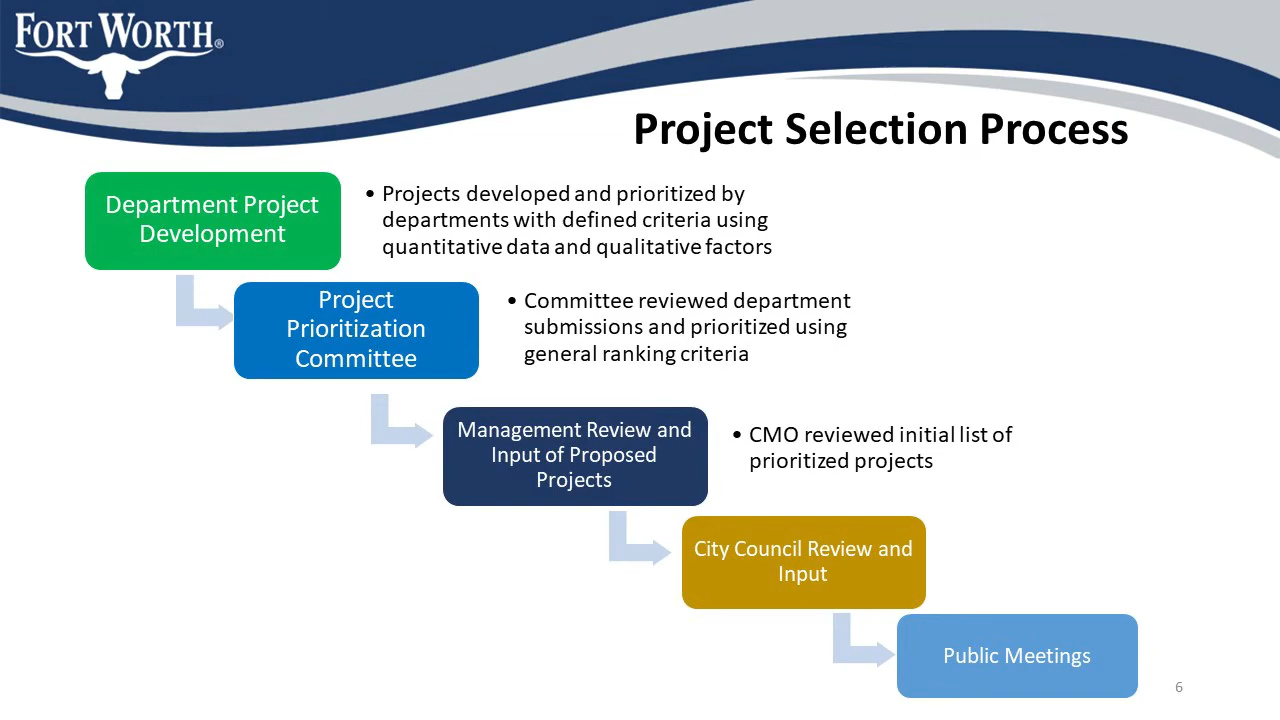 FORT WORTH®
Project Selection Process
Department Project
Development
• Projects developed and prioritized by
departments with defined criteria using
quantitative data and qualitative factors
Project
Prioritization
Committee
• Committee reviewed department
submissions and prioritized using
general ranking criteria
Management Review and
Input of Proposed
Projects
• CMO reviewed initial list of
prioritized projects
City Council Review and
Input
Public Meetings
6